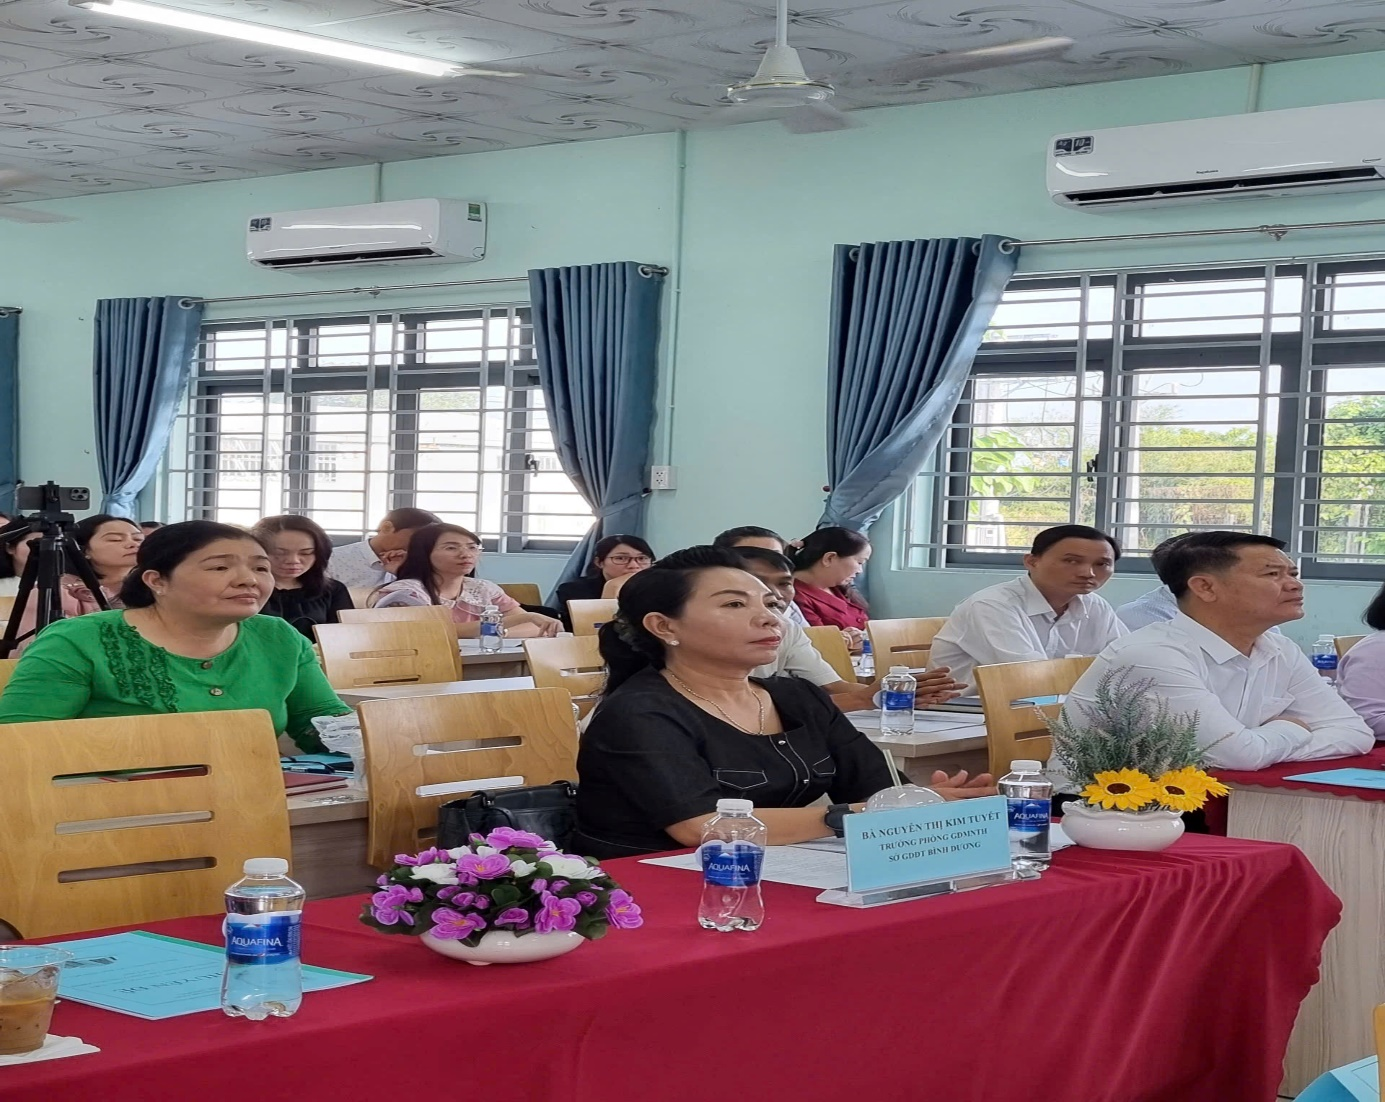 BÀ NGUYỄN THỊ KIM TUYẾT
TRƯỞNG PHÒNG GDMNTH
SỞ GDĐT BÌNH DƯƠNG
AQUAFINA
AQUAFINA
AQUAFINA